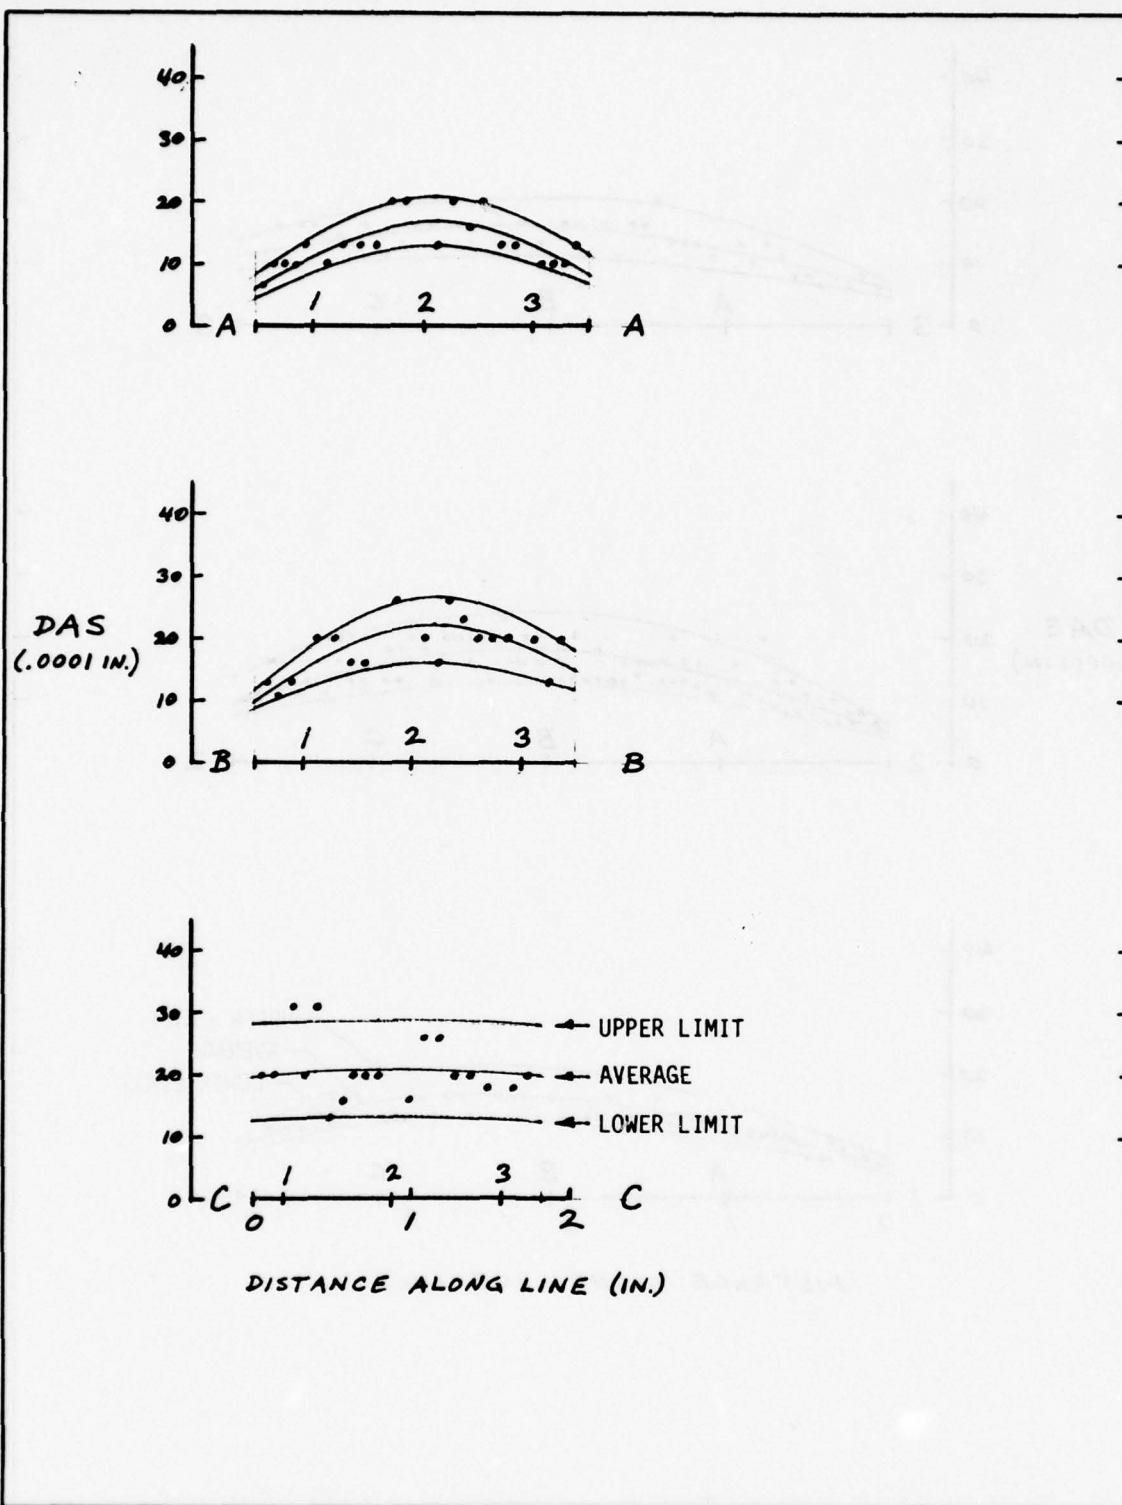 40
30
20
10
1 2 3
0 A A
40
30
DAS
20
(.0001 IN.)
10
1 2 3
0 B B
40
30
UPPER LIMIT
20
AVERAGE
LOWER LIMIT
10
1 2 3
0 C C
0 1 2
DISTANCE ALONG LINE (IN.)